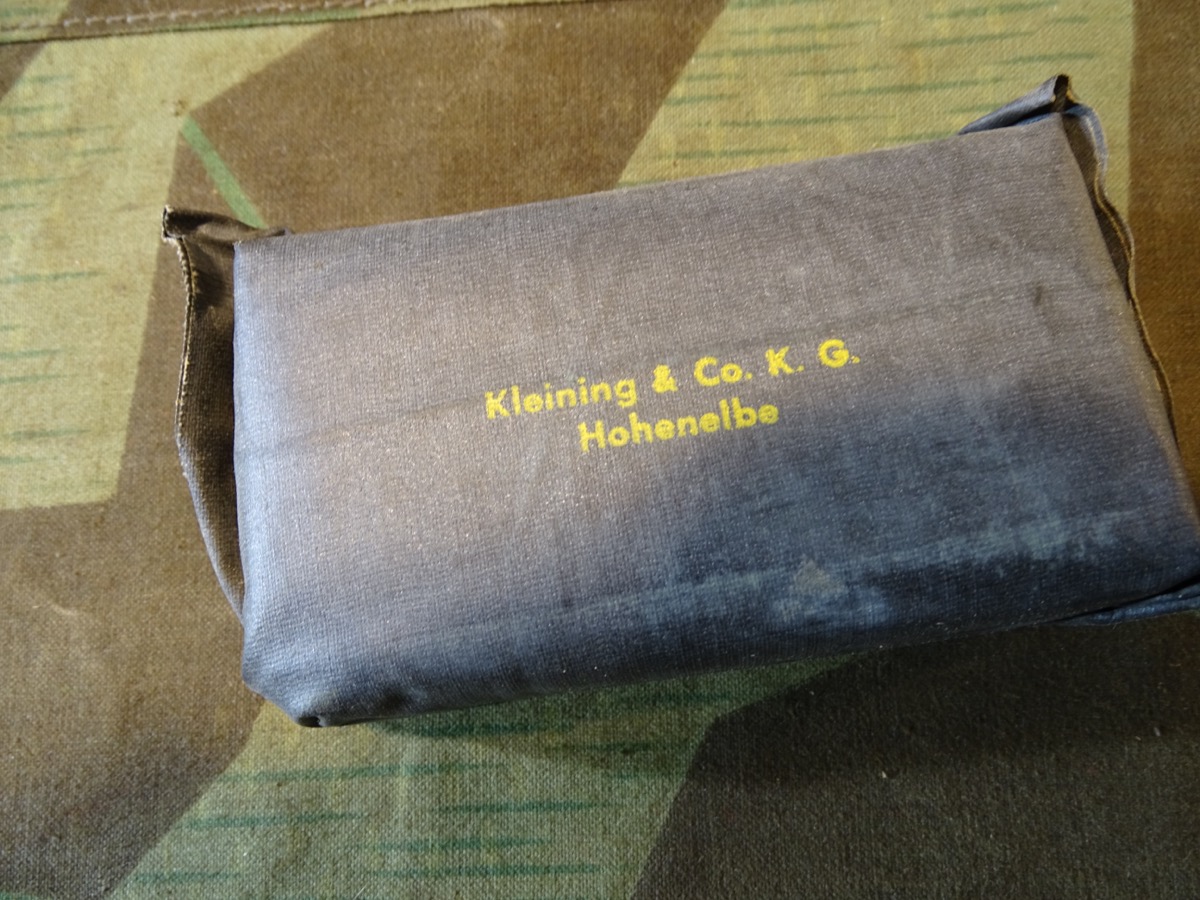 Kleining & Co. K. G.
Hohenelbe